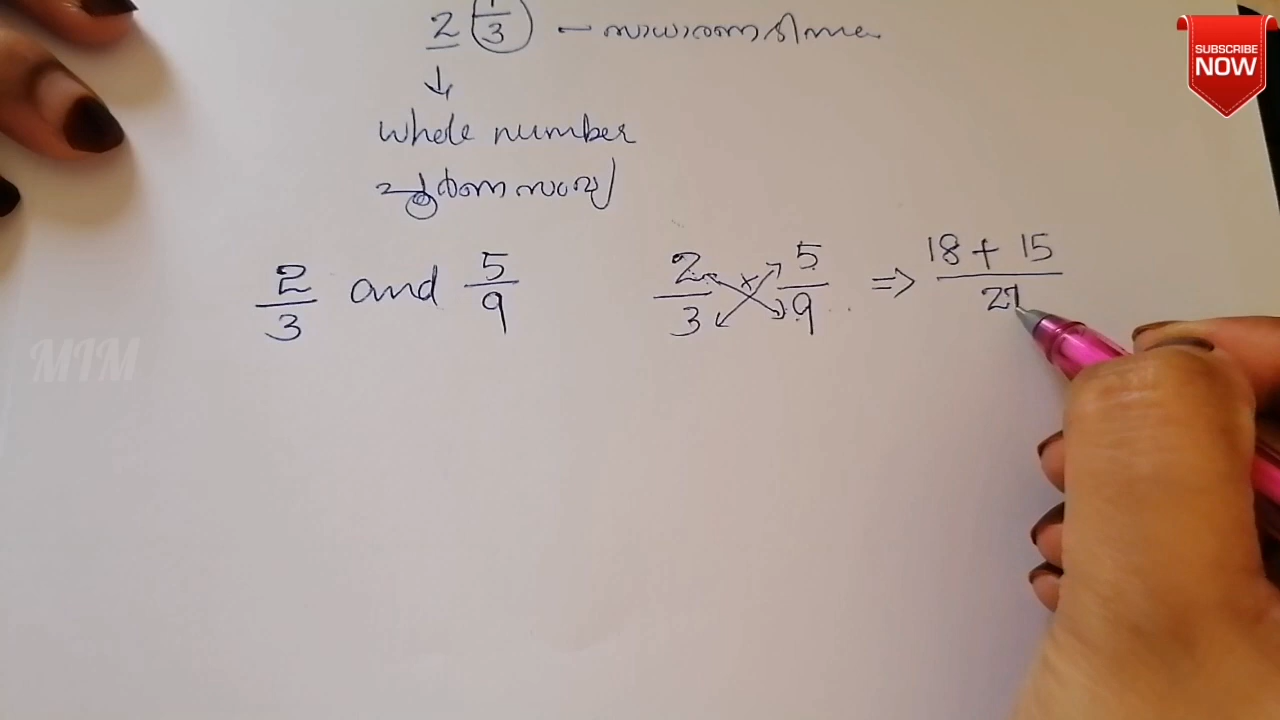 2 1/3 — സാധാരണ ഭിന്നം
↓
whole number
പൂർണ സംഖ്യ
2/3 and 5/9
2/3 × 5/9 ⇒ 18 + 15 / 27
MIM
SUBSCRIBE
NOW